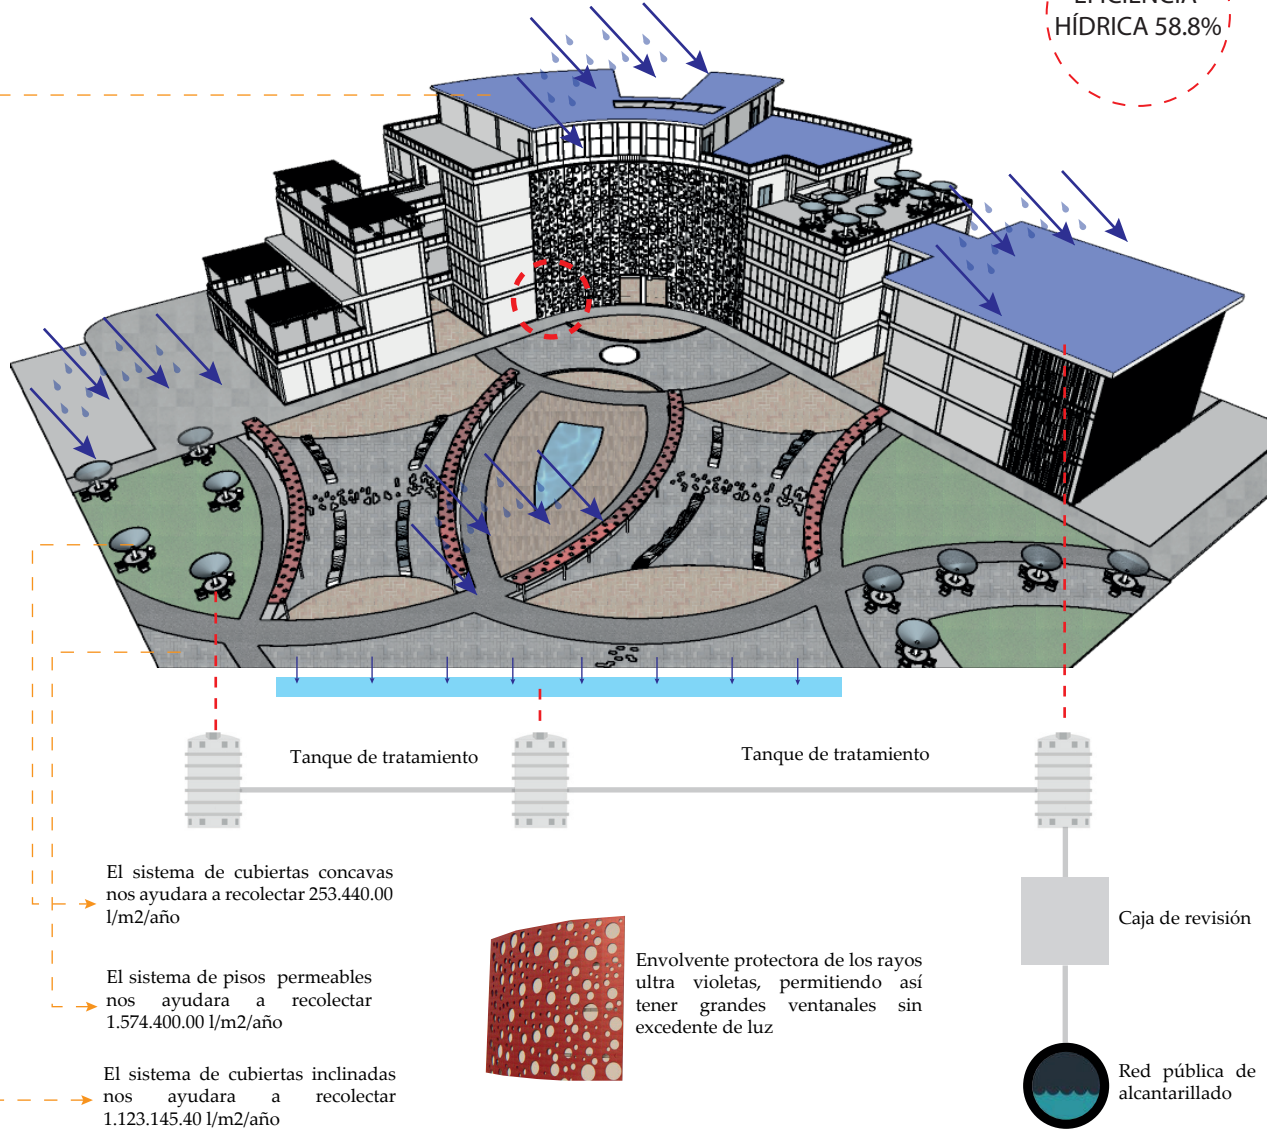 EFICIENCIA
HÍDRICA 58.8%
Tanque de tratamiento
Tanque de tratamiento
El sistema de cubiertas concavas
nos ayudara a recolectar 253.440.00
l/m2/año
El sistema de pisos permeables
nos ayudara a recolectar
1.574.400.00 l/m2/año
El sistema de cubiertas inclinadas
nos ayudara a recolectar
1.123.145.40 l/m2/año
Envolvente protectora de los rayos
ultra violetas, permitiendo así
tener grandes ventanales sin
excedente de luz
Caja de revisión
Red pública de
alcantarillado